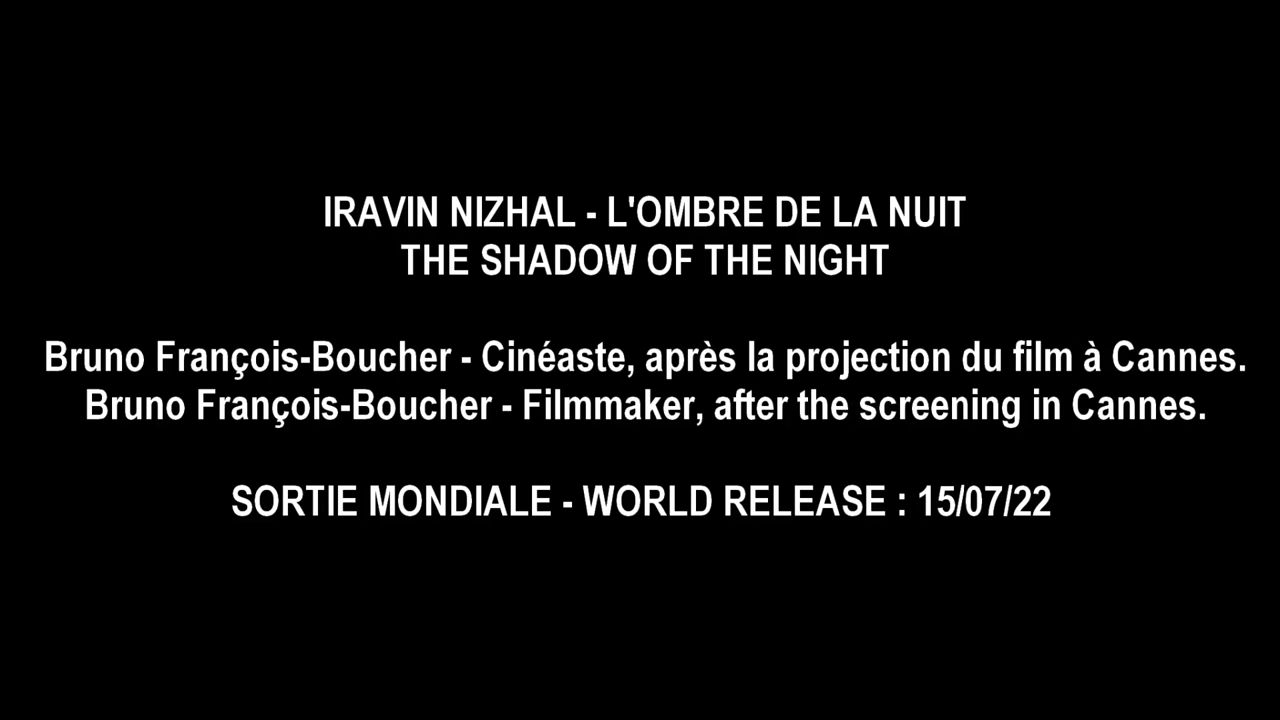 IRAVIN NIZHAL - L'OMBRE DE LA NUIT
THE SHADOW OF THE NIGHT
Bruno François-Boucher - Cinéaste, après la projection du film à Cannes.
Bruno François-Boucher - Filmmaker, after the screening in Cannes.
SORTIE MONDIALE - WORLD RELEASE : 15/07/22